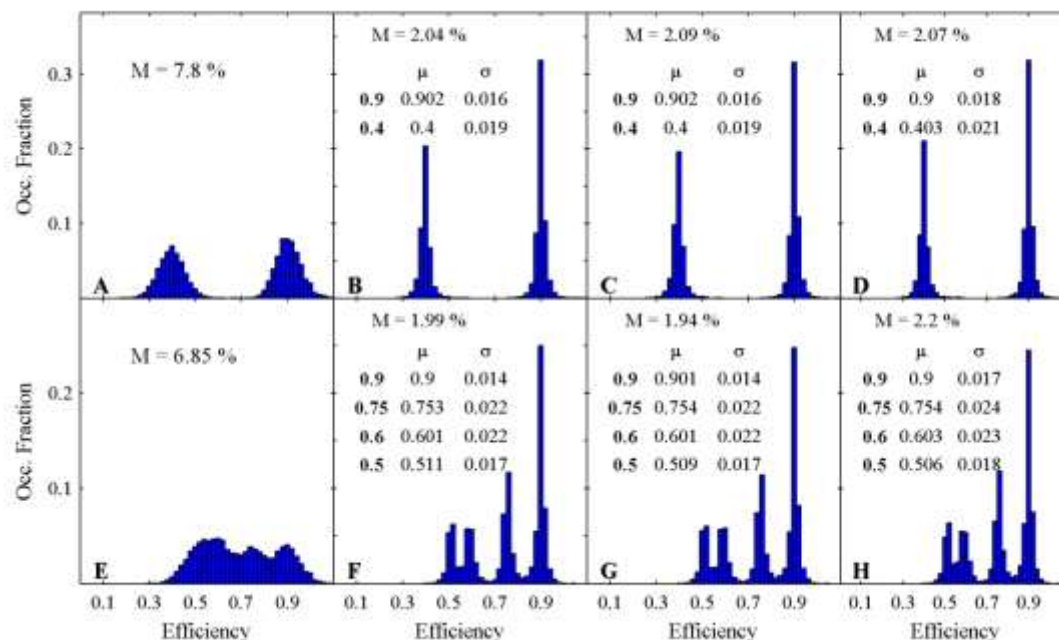 M = 7.8 %
M = 2.04 %
μ σ
0.9 0.902 0.016
0.4 0.4 0.019
M = 2.09 %
μ σ
0.9 0.902 0.016
0.4 0.4 0.019
M = 2.07 %
μ σ
0.9 0.9 0.018
0.4 0.403 0.021
Occ. Fraction
0.3
0.2
0.1
A
B
C
D
M = 6.85 %
M = 1.99 %
μ σ
0.9 0.9 0.014
0.75 0.753 0.022
0.6 0.601 0.022
0.5 0.511 0.017
M = 1.94 %
μ σ
0.9 0.901 0.014
0.75 0.754 0.022
0.6 0.601 0.022
0.5 0.509 0.017
M = 2.2 %
μ σ
0.9 0.9 0.017
0.75 0.754 0.024
0.6 0.603 0.023
0.5 0.506 0.018
Occ. Fraction
0.2
0.1
E
F
G
H
0.1 0.3 0.5 0.7 0.9
0.1 0.3 0.5 0.7 0.9
0.1 0.3 0.5 0.7 0.9
0.1 0.3 0.5 0.7 0.9
Efficiency
Efficiency
Efficiency
Efficiency